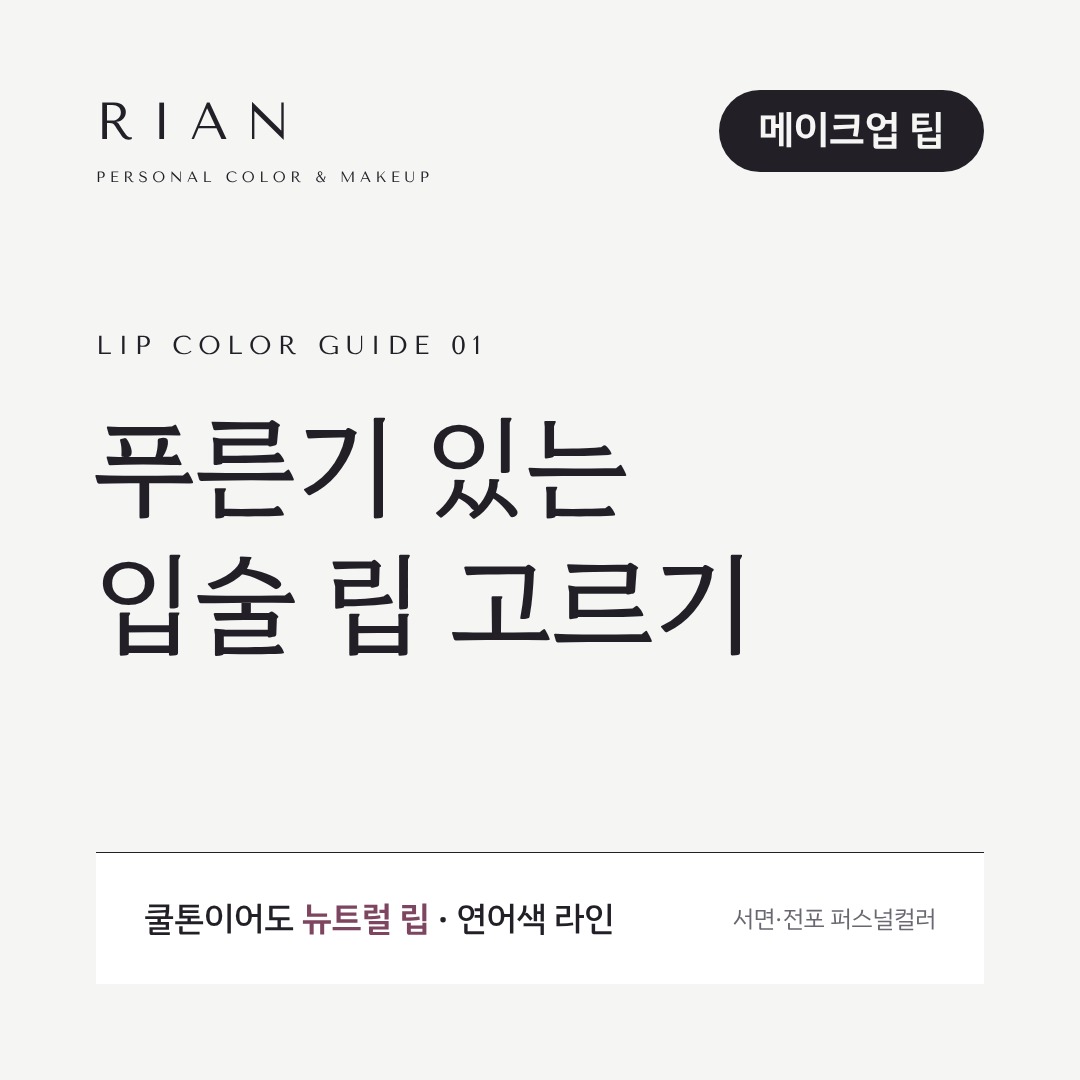 RIAN
PERSONAL COLOR & MAKEUP
메이크업 팁
LIP COLOR GUIDE 01
푸른기 있는
입술 립 고르기
쿨톤이어도 뉴트럴 립 · 연어색 라인
서면·전포 퍼스널컬러